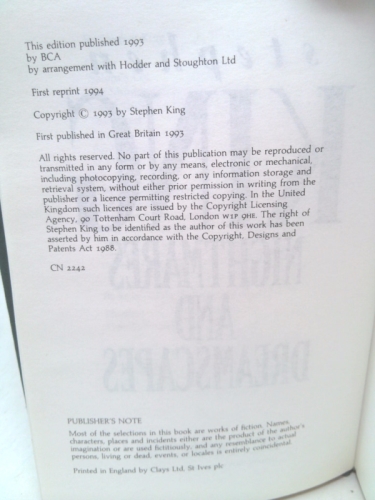 This edition published 1993
by BCA
by arrangement with Hodder and Stoughton Ltd
First reprint 1994
Copyright © 1993 by Stephen King
First published in Great Britain 1993
All rights reserved. No part of this publication may be reproduced or
transmitted in any form or by any means, electronic or mechanical,
including photocopying, recording, or any information storage and
retrieval system, without either prior permission in writing from the
publisher or a licence permitting restricted copying. In the United
Kingdom such licences are issued by the Copyright Licensing
Agency, 90 Tottenham Court Road, London W1P 9HE. The right of
Stephen King to be identified as the author of this work has been
asserted by him in accordance with the Copyright, Designs and
Patents Act 1988.
CN 2242
NIGHTMARES
AND
DREAMSCAPES
PUBLISHER'S NOTE
Most of the selections in this book are works of fiction. Names,
characters, places and incidents either are the product of the author's
imagination or are used fictitiously, and any resemblance to actual
persons, living or dead, events, or locales is entirely coincidental.
Printed in England by Clays Ltd, St Ives plc